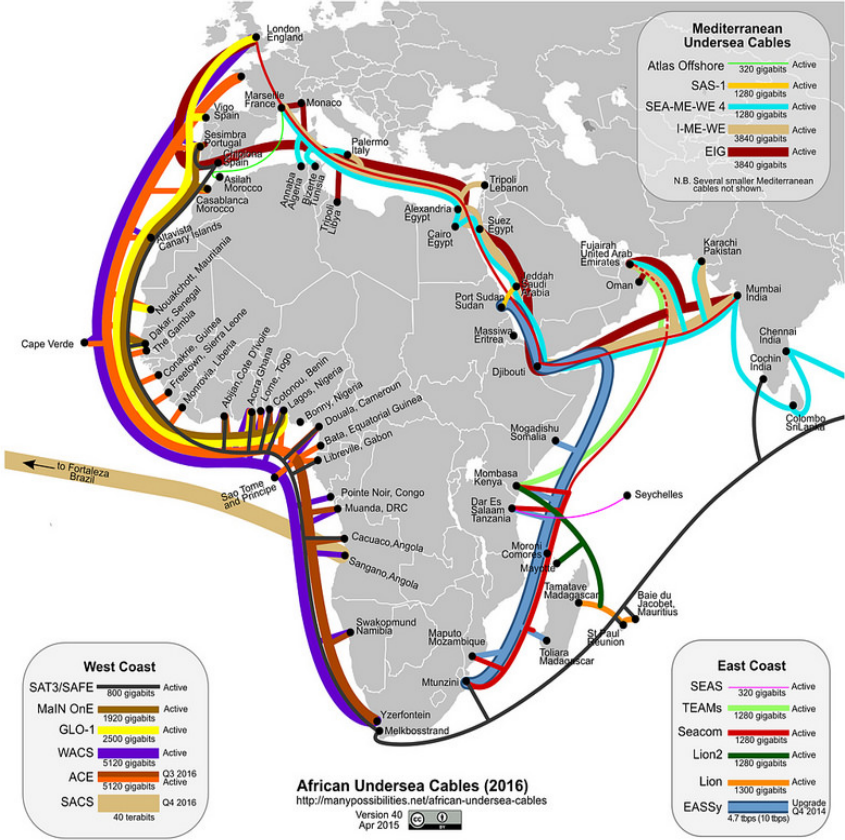 London
England
Mediterranean
Undersea Cables
Atlas Offshore
320 gigabits
Active
SAS-1
1280 gigabits
Active
SEA-ME-WE 4
1280 gigabits
Active
I-ME-WE
3840 gigabits
Active
EIG
3840 gigabits
Active
N.B. Several smaller Mediterranean
cables not shown.
Marseille
France
Monaco
Vigo
Spain
Sesimbra
Portugal
Chipiona
Spain
Asilah
Morocco
Casablanca
Morocco
Palermo
Italy
Annaba
Algeria
Bizerte
Tunisia
Tripoli
Libya
Tripoli
Lebanon
Alexandria
Egypt
Cairo
Egypt
Suez
Egypt
Altavista
Canary Islands
Fujairah
United Arab
Emirates
Oman
Karachi
Pakistan
Mumbai
India
Chennai
India
Cochin
India
Colombo
SriLanka
Jeddah
Saudi
Arabia
Port Sudan
Sudan
Massiwa
Eritrea
Djibouti
Nouakchott, Mauritania
Dakar, Senegal
The Gambia
Cape Verde
Conakrie, Guinea
Freetown, Sierra Leone
Monrovia, Liberia
Abijan,Cote D'Ivoire
Accra,Ghana
Lome, Togo
Cotonou, Benin
Lagos, Nigeria
Bonny, Nigeria
Douala, Cameroun
Bata, Equatorial Guinea
Libreville, Gabon
Sao Tome
and Principe
to Fortaleza
Brazil
Mogadishu
Somalia
Mombasa
Kenya
Dar Es
Salaam
Tanzania
Seychelles
Pointe Noir, Congo
Muanda, DRC
Cacuaco,Angola
Sangano,Angola
Moroni
Comores
Mayotte
Tamatave
Madagascar
Baie du
Jacobet,
Mauritius
St Paul
Reunion
Swakopmund
Namibia
Maputo
Mozambique
Toliara
Madagascar
Mtunzini
Yzerfontein
Melkbosstrand
West Coast
SAT3/SAFE
800 gigabits
Active
MaIN OnE
1920 gigabits
Active
GLO-1
2500 gigabits
Active
WACS
5120 gigabits
Active
ACE
5120 gigabits
Q3 2016
Active
SACS
40 terabits
Q4 2016
East Coast
SEAS
320 gigabits
Active
TEAMs
1280 gigabits
Active
Seacom
1280 gigabits
Active
Lion2
1280 gigabits
Active
Lion
1300 gigabits
Active
EASSy
4.7 tbps (10 tbps)
Upgrade
Q4 2014
African Undersea Cables (2016)
http://manypossibilities.net/african-undersea-cables
Version 40
Apr 2015
cc
BY